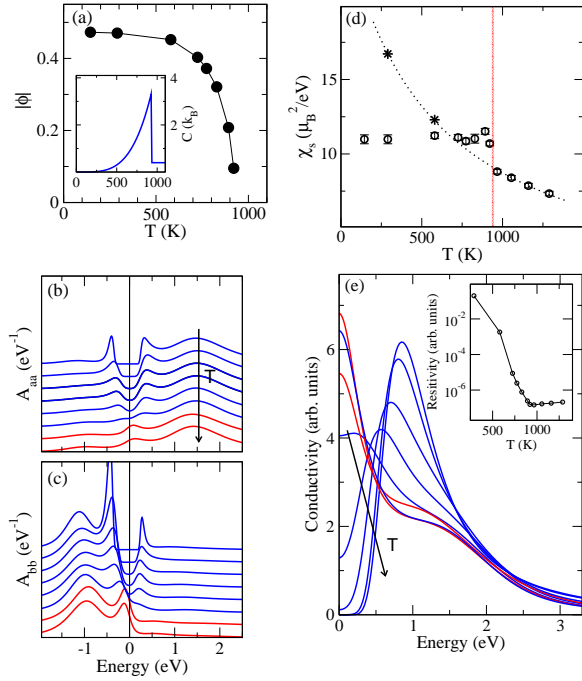 (a)
|ϕ|
0.4
0.2
0
4
2
C (k_B)
0
500
1000
0
500
1000
T (K)
(d)
χ_s (μ_B^2/eV)
15
10
0
500
1000
T (K)
(b)
A_aa (eV^-1)
T
(c)
A_bb (eV^-1)
-1
0
1
2
Energy (eV)
(e)
Conductivity (arb. units)
6
4
2
0
T
0
1
2
3
Energy (eV)
Resitivity (arb. units)
10^-2
10^-4
10^-6
500
1000
T (K)